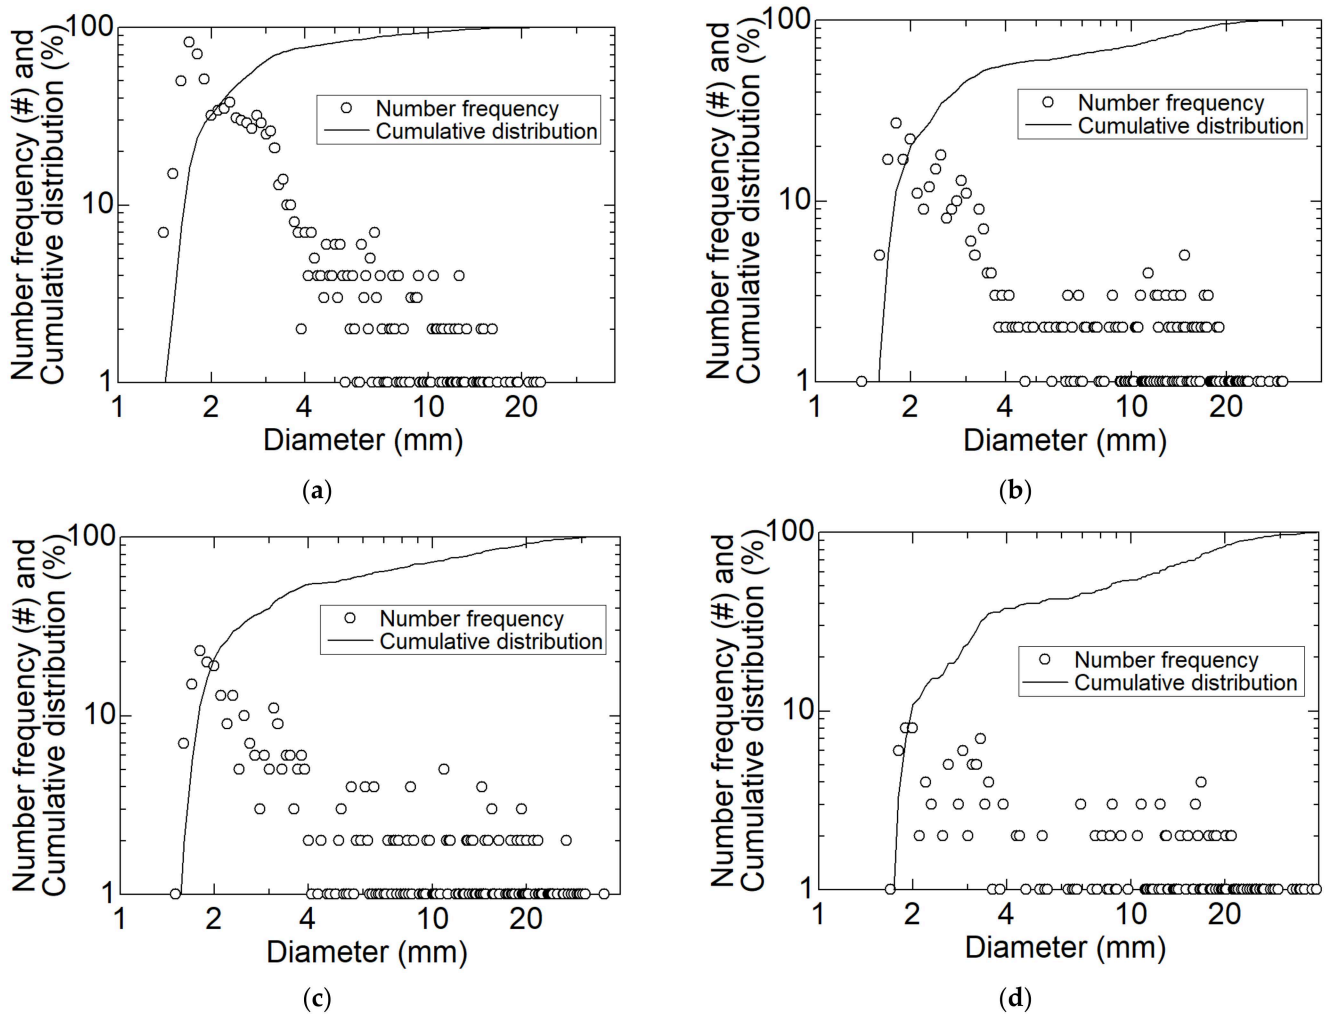 Number frequency (#) and
Cumulative distribution (%)
100
10
1
Number frequency
Cumulative distribution
1 2 4 10 20
Diameter (mm)
(a)
Number frequency (#) and
Cumulative distribution (%)
100
10
1
Number frequency
Cumulative distribution
1 2 4 10 20
Diameter (mm)
(b)
Number frequency (#) and
Cumulative distribution (%)
100
10
1
Number frequency
Cumulative distribution
1 2 4 10 20
Diameter (mm)
(c)
Number frequency (#) and
Cumulative distribution (%)
100
10
1
Number frequency
Cumulative distribution
1 2 4 10 20
Diameter (mm)
(d)